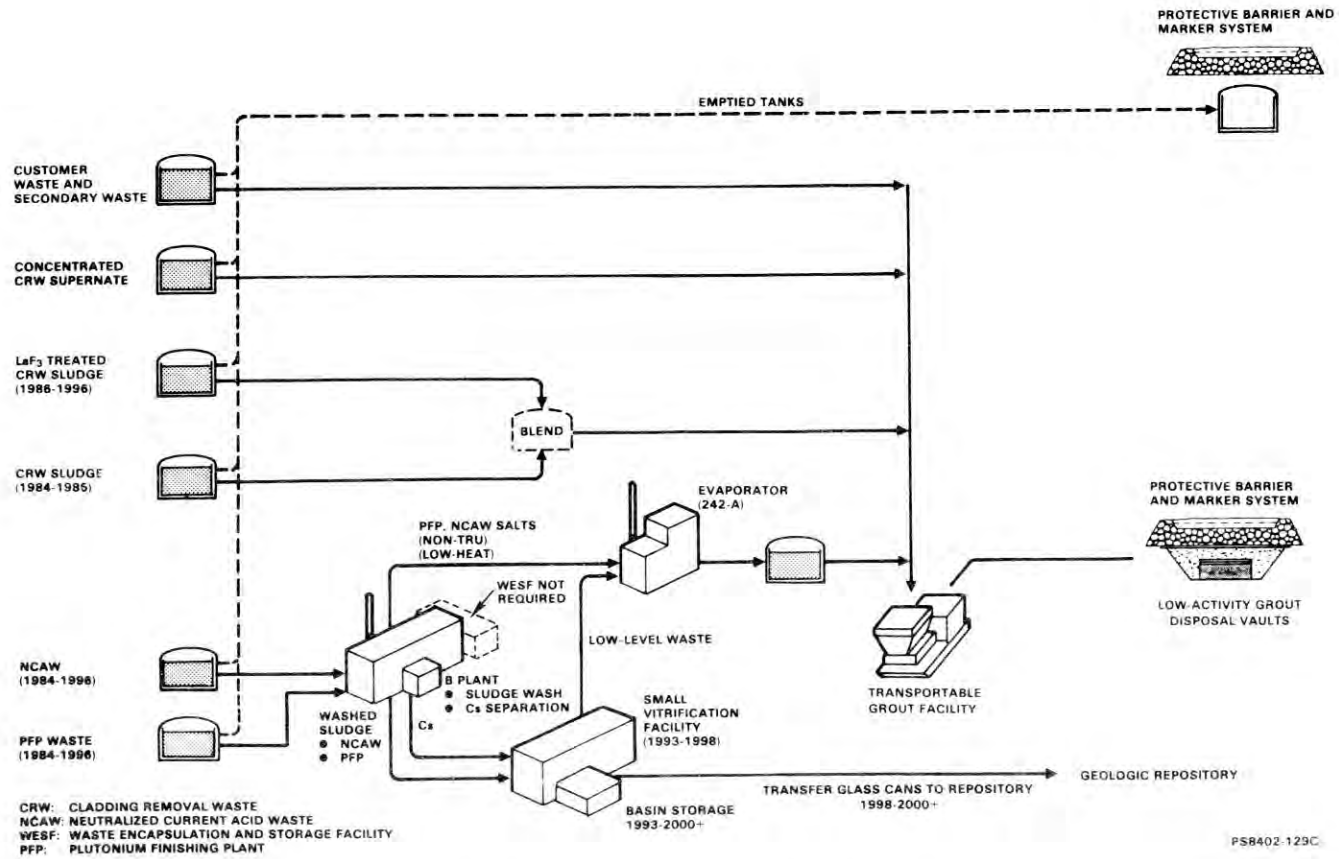 PROTECTIVE BARRIER AND
MARKER SYSTEM
EMPTIED TANKS
CUSTOMER
WASTE AND
SECONDARY WASTE
CONCENTRATED
CRW SUPERNATE
LaF₃ TREATED
CRW SLUDGE
(1986-1996)
BLEND
CRW SLUDGE
(1984-1985)
EVAPORATOR
(242-A)
PROTECTIVE BARRIER
AND MARKER SYSTEM
PFP, NCAW SALTS
(NON-TRU)
(LOW-HEAT)
WESF NOT
REQUIRED
LOW-ACTIVITY GROUT
DISPOSAL VAULTS
LOW-LEVEL WASTE
NCAW
(1984-1996)
B PLANT
● SLUDGE WASH
● Cs SEPARATION
TRANSPORTABLE
GROUT FACILITY
SMALL
VITRIFICATION
FACILITY
(1993-1998)
WASHED
SLUDGE
● NCAW
● PFP
Cs
PFP WASTE
(1984-1996)
GEOLOGIC REPOSITORY
TRANSFER GLASS CANS TO REPOSITORY
1998-2000+
BASIN STORAGE
1993-2000+
CRW: CLADDING REMOVAL WASTE
NCAW: NEUTRALIZED CURRENT ACID WASTE
WESF: WASTE ENCAPSULATION AND STORAGE FACILITY
PFP: PLUTONIUM FINISHING PLANT
PS8402-129C